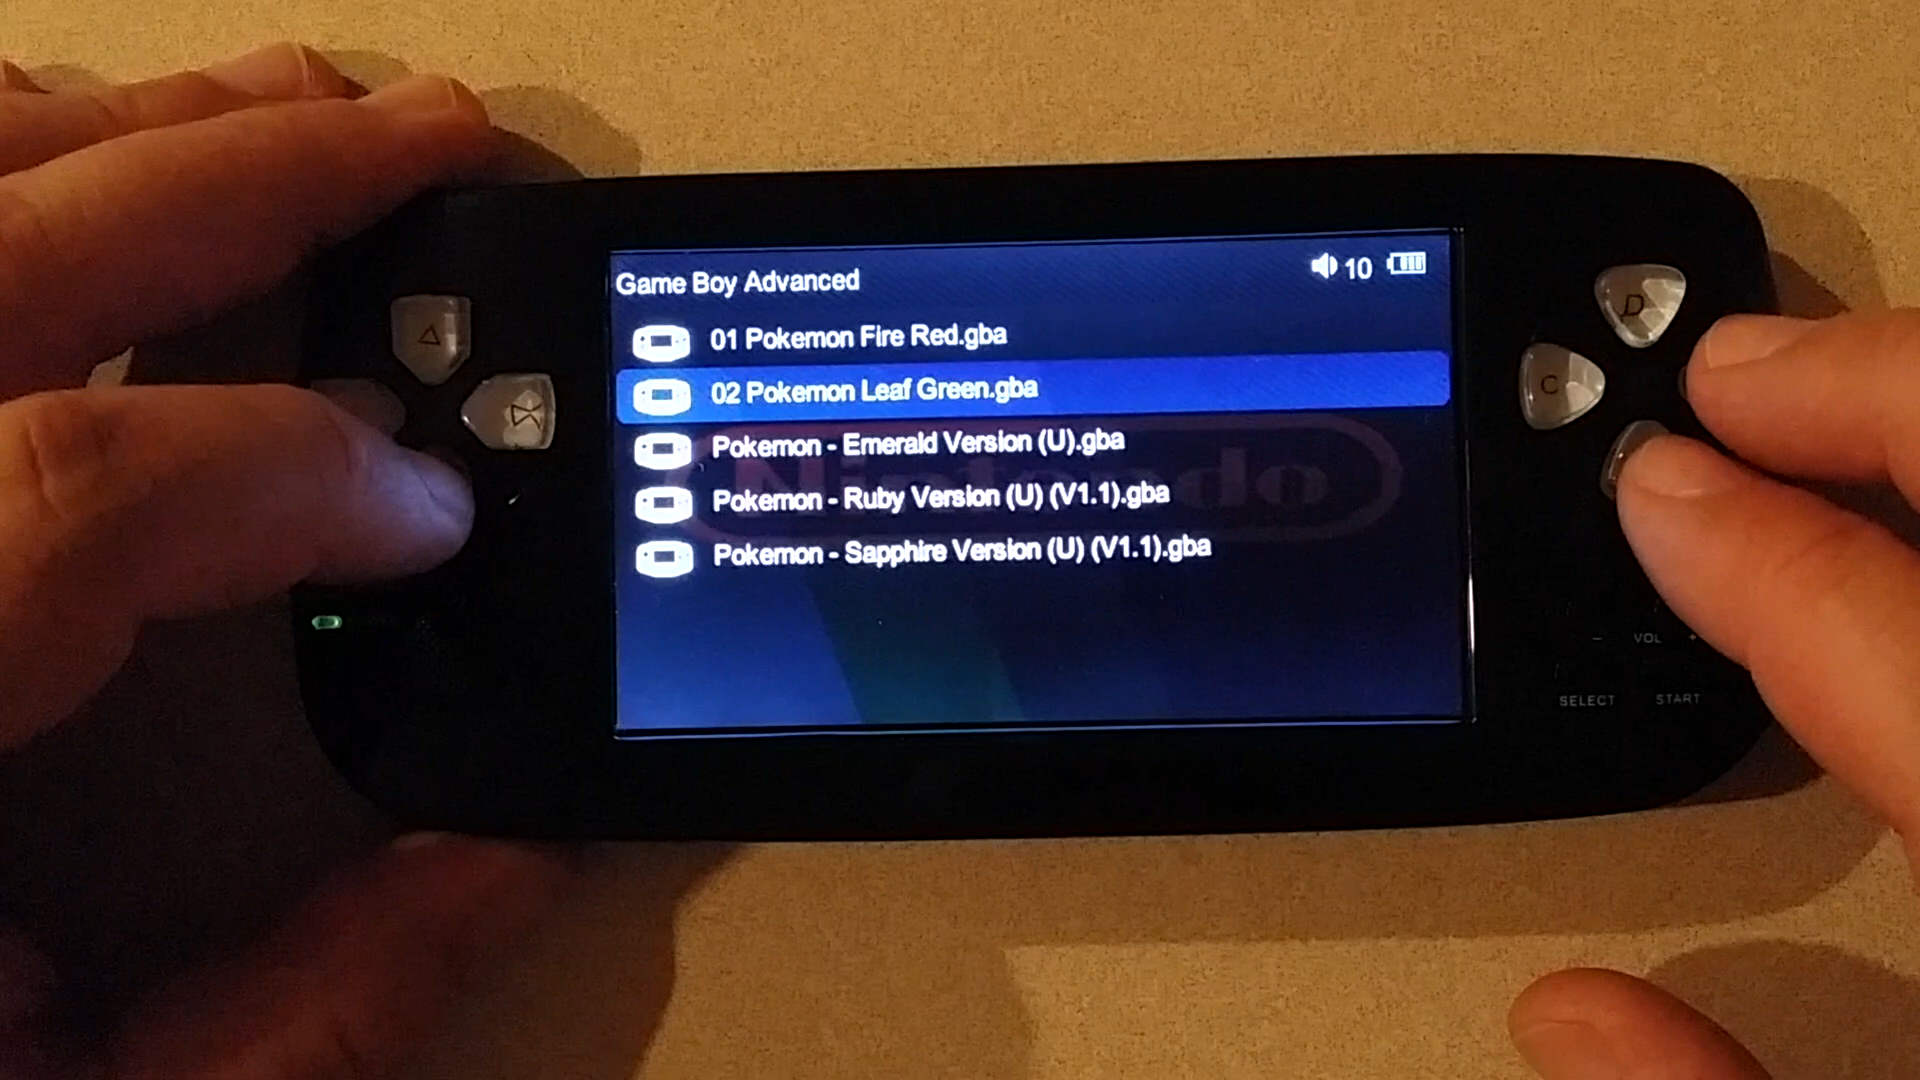 Game Boy Advanced
10
01 Pokemon Fire Red.gba
02 Pokemon Leaf Green.gba
Pokemon - Emerald Version (U).gba
Pokemon - Ruby Version (U) (V1.1).gba
Pokemon - Sapphire Version (U) (V1.1).gba
Nintendo
D
C
- VOL +
SELECT START